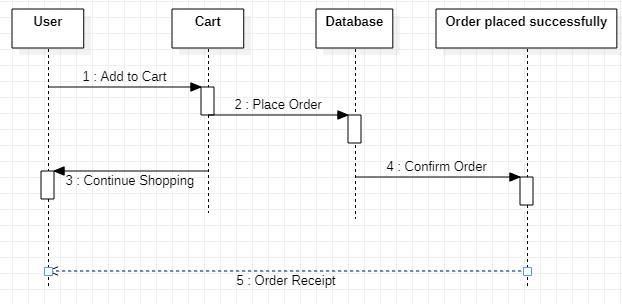 User
Cart
Database
Order placed successfully
1 : Add to Cart
2 : Place Order
3 : Continue Shopping
4 : Confirm Order
5 : Order Receipt